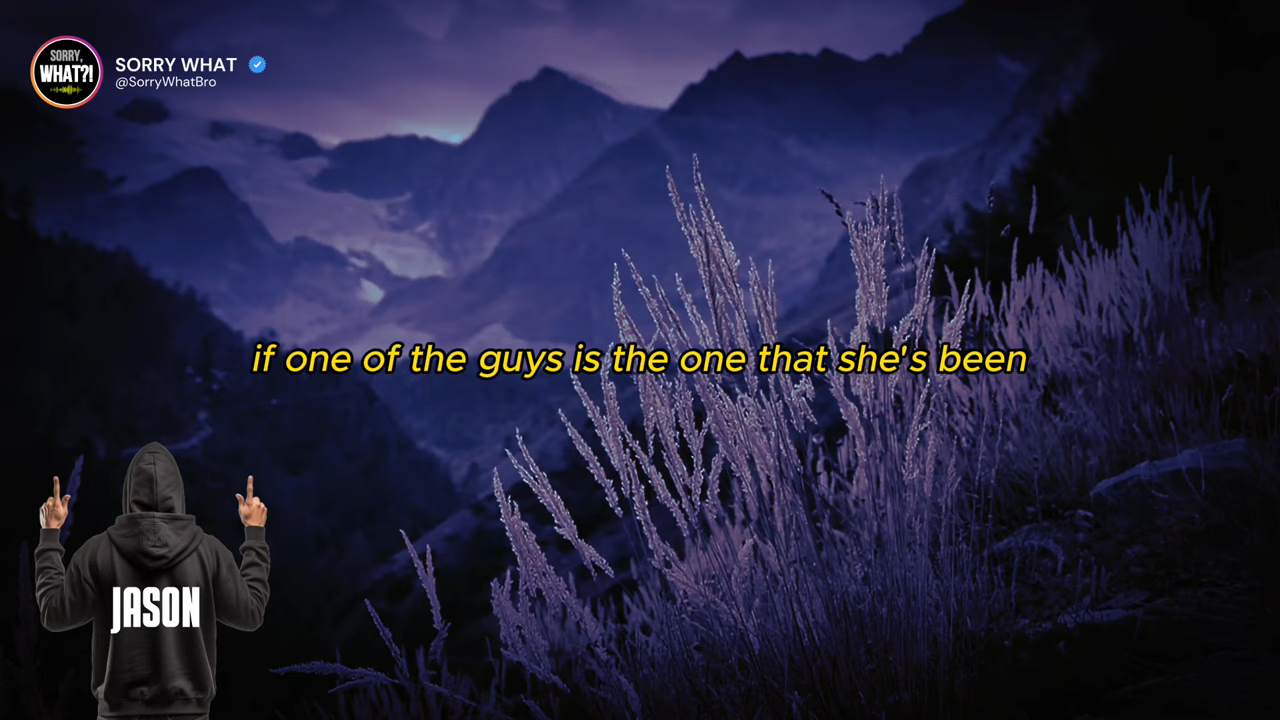 SORRY,
WHAT?!
SORRY WHAT
@SorryWhatBro
if one of the guys is the one that she's been
JASON